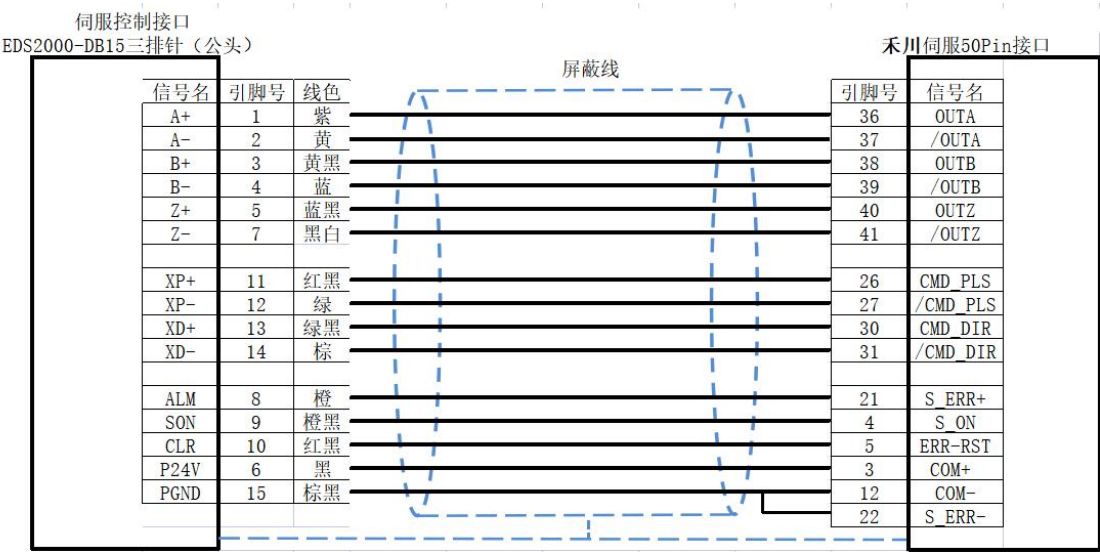 伺服控制接口
EDS2000-DB15三排针（公头）
禾川伺服50Pin接口
屏蔽线
信号名 引脚号 线色 引脚号 信号名
A+ 1 紫 36 OUTA
A- 2 黄 37 /OUTA
B+ 3 黄黑 38 OUTB
B- 4 蓝 39 /OUTB
Z+ 5 蓝黑 40 OUTZ
Z- 7 黑白 41 /OUTZ
XP+ 11 红黑 26 CMD_PLS
XP- 12 绿 27 /CMD_PLS
XD+ 13 绿黑 30 CMD_DIR
XD- 14 棕 31 /CMD_DIR
ALM 8 橙 21 S_ERR+
SON 9 橙黑 4 S_ON
CLR 10 红黑 5 ERR-RST
P24V 6 黑 3 COM+
PGND 15 棕黑 12 COM-
22 S_ERR-